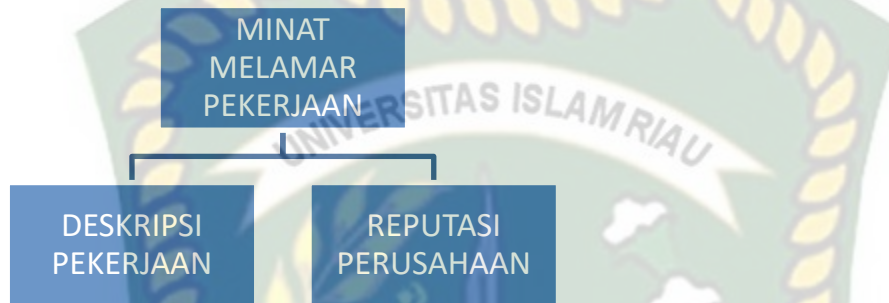 MINAT
MELAMAR
PEKERJAAN
UNIVERSITAS ISLAM RIAU
DESKRIPSI
PEKERJAAN
REPUTASI
PERUSAHAAN